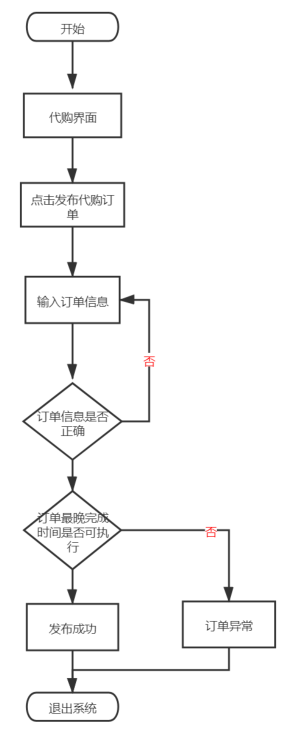 开始
代购界面
点击发布代购订
单
输入订单信息
否
订单信息是否
正确
订单最晚完成
时间是否可执
行
否
发布成功
订单异常
退出系统